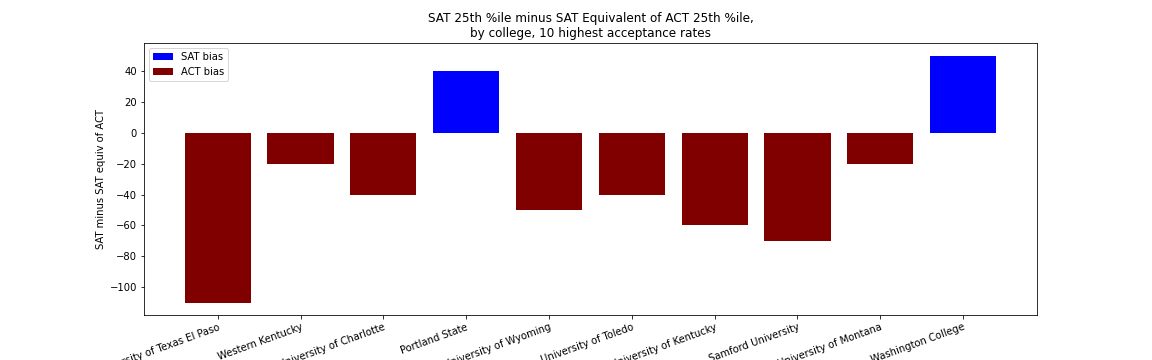 SAT 25th %ile minus SAT Equivalent of ACT 25th %ile,
by college, 10 highest acceptance rates
SAT bias
ACT bias
SAT minus SAT equiv of ACT
40
20
0
−20
−40
−60
−80
−100
of Texas El Paso
Western Kentucky
of Charlotte
Portland State
of Wyoming
University of Toledo
of Kentucky
Samford University
University of Montana
Washington College